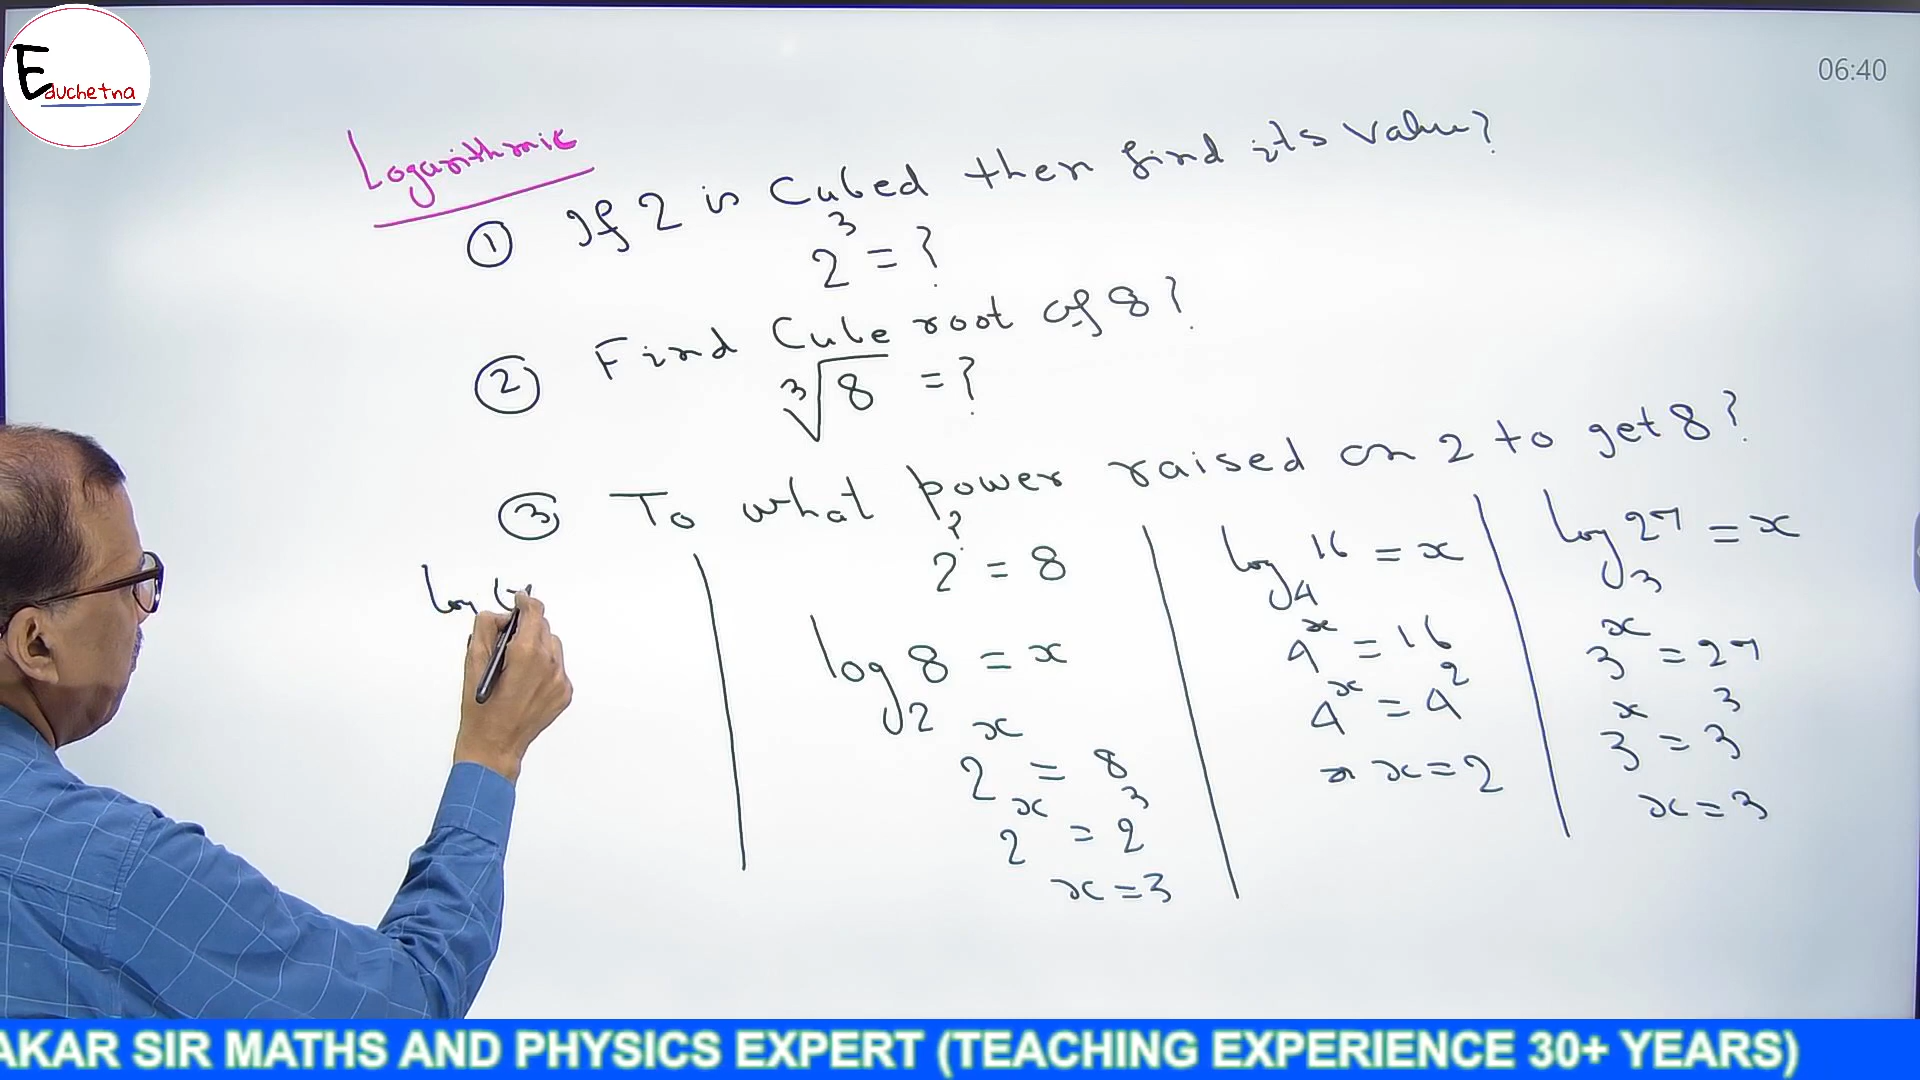 Educhetna
06:40
Logarithmic
① If 2 is Cubed then find its value?
2³ = ?
② Find Cube root of 8?
∛8 = ?
③ To what power raised on 2 to get 8?
2^? = 8
log
log₂ 8 = x
2^x = 8
2^x = 2³
x = 3
log₄ 16 = x
4^x = 16
4^x = 4²
⇒ x = 2
log₃ 27 = x
3^x = 27
3^x = 3³
x = 3
AKAR SIR MATHS AND PHYSICS EXPERT (TEACHING EXPERIENCE 30+ YEARS)